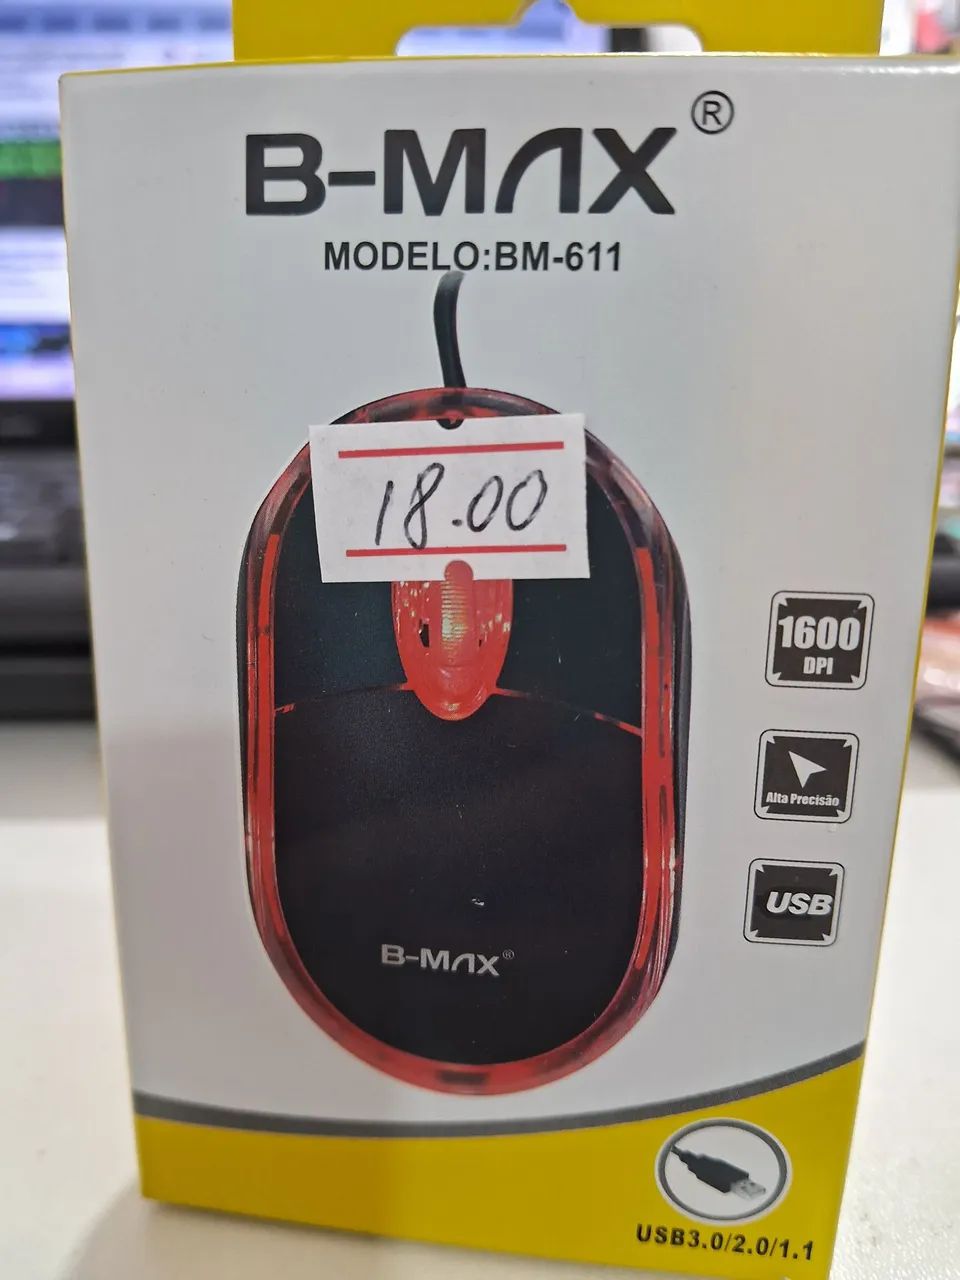 B-MAX®
MODELO:BM-611
18.00
1600
DPI
Alta Precisão
USB
B-MAX®
USB3.0/2.0/1.1